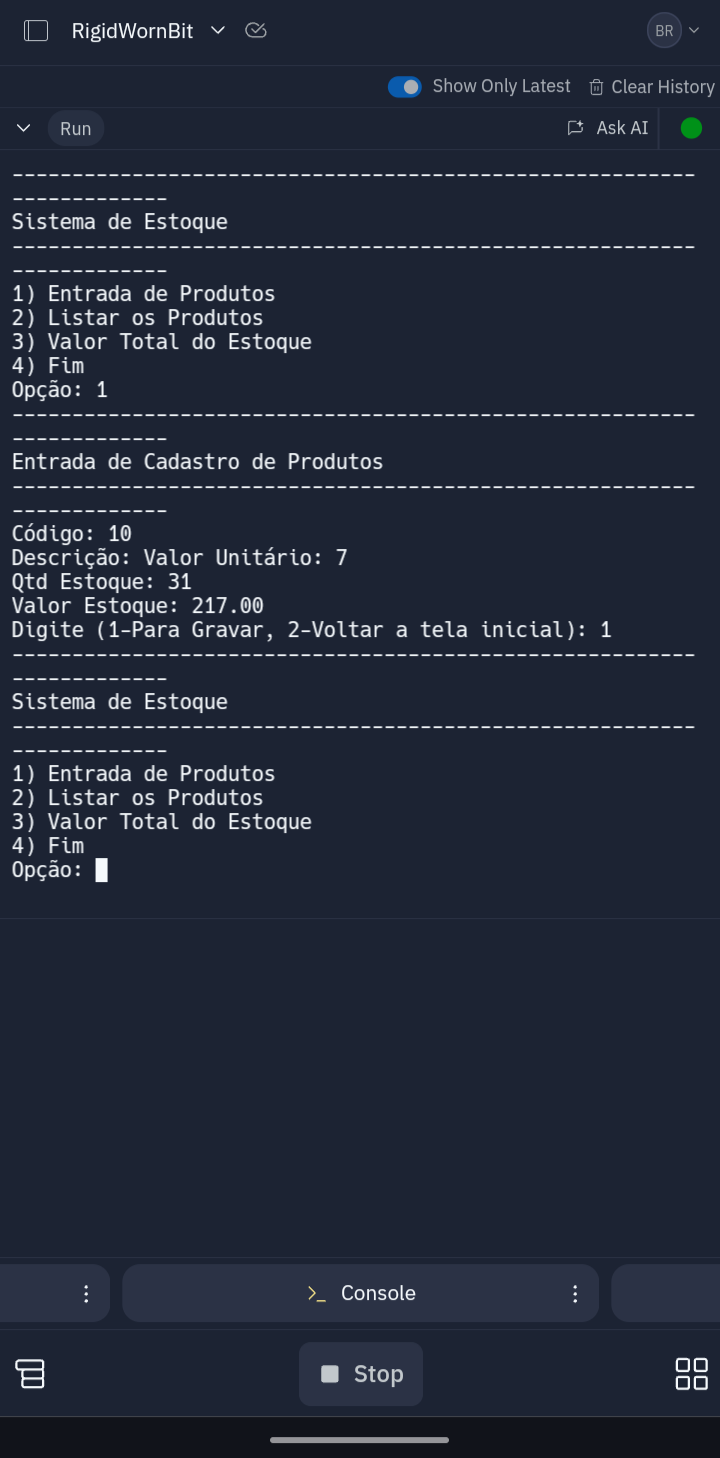 RigidWornBit
BR
Show Only Latest
Clear History
Run
Ask AI
---------------------------------------------------------
-------------
Sistema de Estoque
---------------------------------------------------------
-------------
1) Entrada de Produtos
2) Listar os Produtos
3) Valor Total do Estoque
4) Fim
Opção: 1
---------------------------------------------------------
-------------
Entrada de Cadastro de Produtos
---------------------------------------------------------
-------------
Código: 10
Descrição: Valor Unitário: 7
Qtd Estoque: 31
Valor Estoque: 217.00
Digite (1-Para Gravar, 2-Voltar a tela inicial): 1
---------------------------------------------------------
-------------
Sistema de Estoque
---------------------------------------------------------
-------------
1) Entrada de Produtos
2) Listar os Produtos
3) Valor Total do Estoque
4) Fim
Opção:
>_ Console
Stop